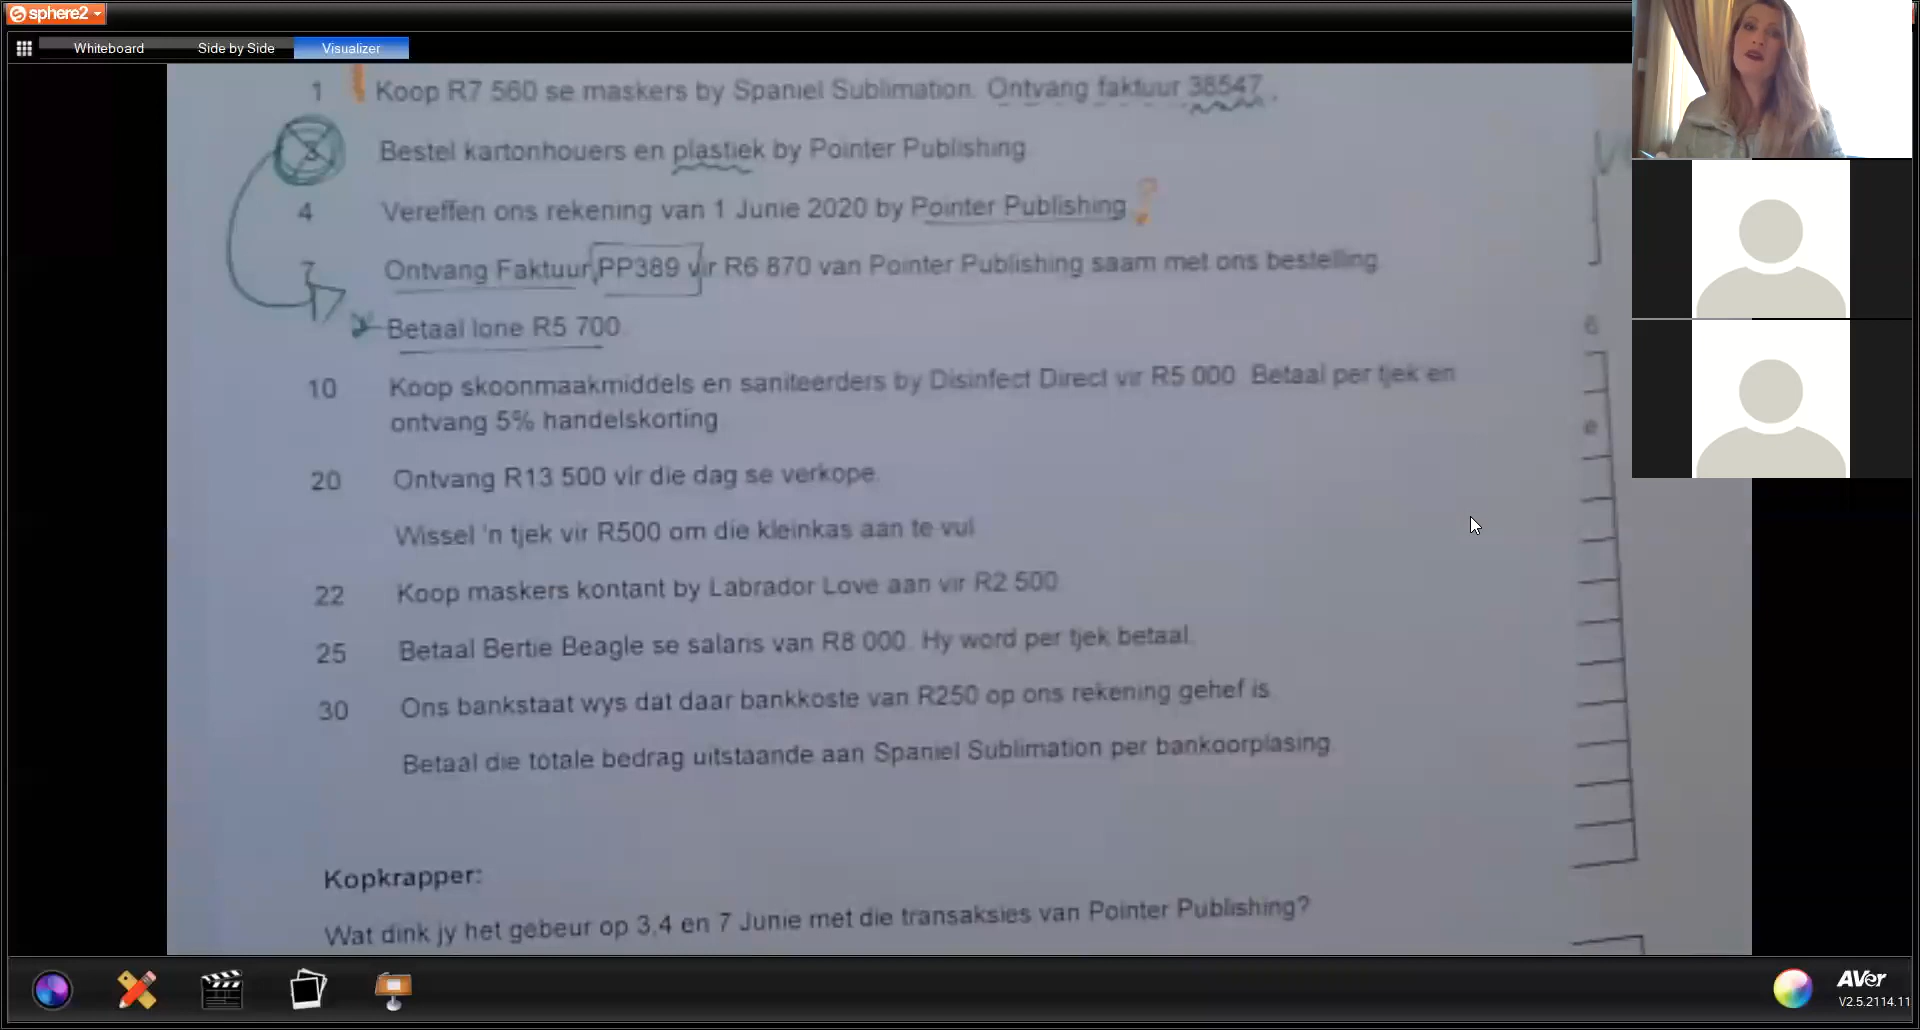 sphere2
Whiteboard
Side by Side
Visualizer
1 Koop R7 560 se maskers by Spaniel Sublimation. Ontvang faktuur 38547.
3 Bestel kartonhouers en plastiek by Pointer Publishing
4 Vereffen ons rekening van 1 Junie 2020 by Pointer Publishing ?
7 Ontvang Faktuur PP389 vir R6 870 van Pointer Publishing saam met ons bestelling
Betaal lone R5 700
10 Koop skoonmaakmiddels en saniteerders by Disinfect Direct vir R5 000. Betaal per tjek en
ontvang 5% handelskorting
20 Ontvang R13 500 vir die dag se verkope.
Wissel 'n tjek vir R500 om die kleinkas aan te vul
22 Koop maskers kontant by Labrador Love aan vir R2 500
25 Betaal Bertie Beagle se salaris van R8 000. Hy word per tjek betaal.
30 Ons bankstaat wys dat daar bankkoste van R250 op ons rekening gehef is
Betaal die totale bedrag uitstaande aan Spaniel Sublimation per bankoorplasing.
Kopkrapper:
Wat dink jy het gebeur op 3,4 en 7 Junie met die transaksies van Pointer Publishing?
6
e
AVer
V2.5.2114.11